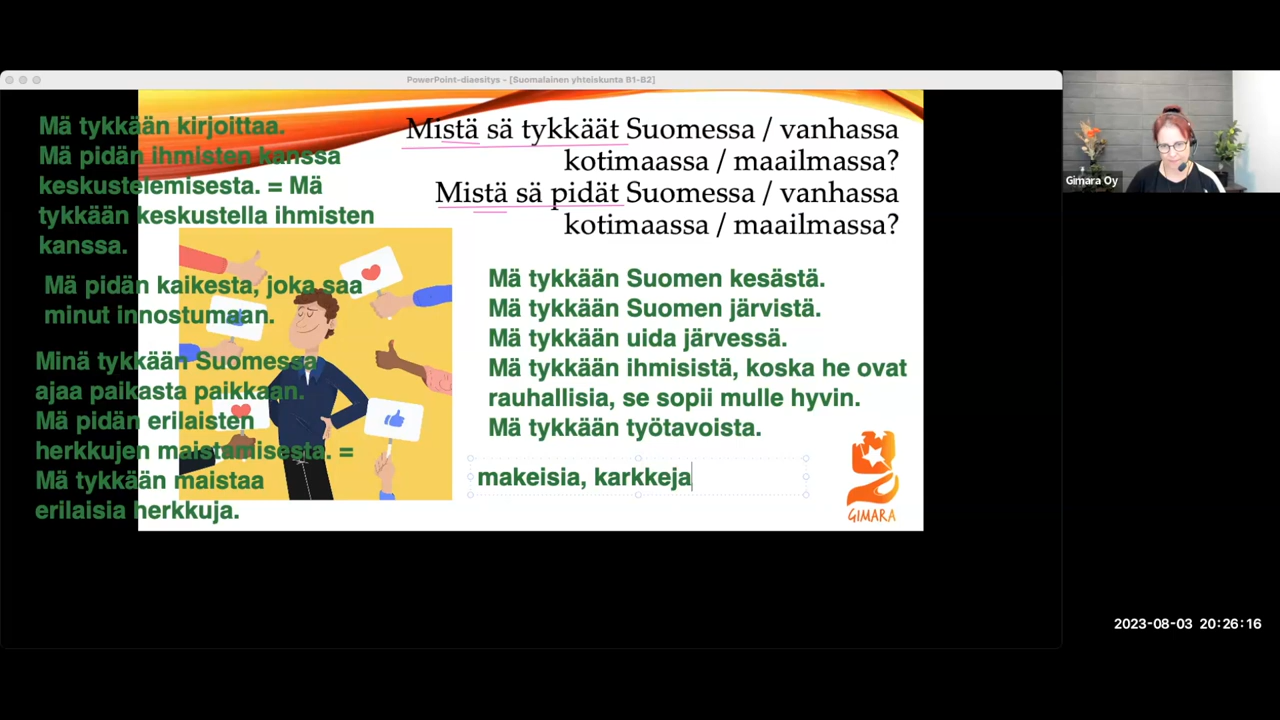 PowerPoint-diaesitys - [Suomalainen yhteiskunta B1-B2]
Mä tykkään kirjoittaa.
Mä pidän ihmisten kanssa
keskustelemisesta. = Mä
tykkään keskustella ihmisten
kanssa.
Mä pidän kaikesta, joka saa
minut innostumaan.
Minä tykkään Suomessa
ajaa paikasta paikkaan.
Mä pidän erilaisten
herkkujen maistamisesta. =
Mä tykkään maistaa
erilaisia herkkuja.
Mistä sä tykkäät Suomessa / vanhassa
kotimaassa / maailmassa?
Mistä sä pidät Suomessa / vanhassa
kotimaassa / maailmassa?
Mä tykkään Suomen kesästä.
Mä tykkään Suomen järvistä.
Mä tykkään uida järvessä.
Mä tykkään ihmisistä, koska he ovat
rauhallisia, se sopii mulle hyvin.
Mä tykkään työtavoista.
makeisia, karkkeja
GIMARA
Gimara Oy
2023-08-03 20:26:16